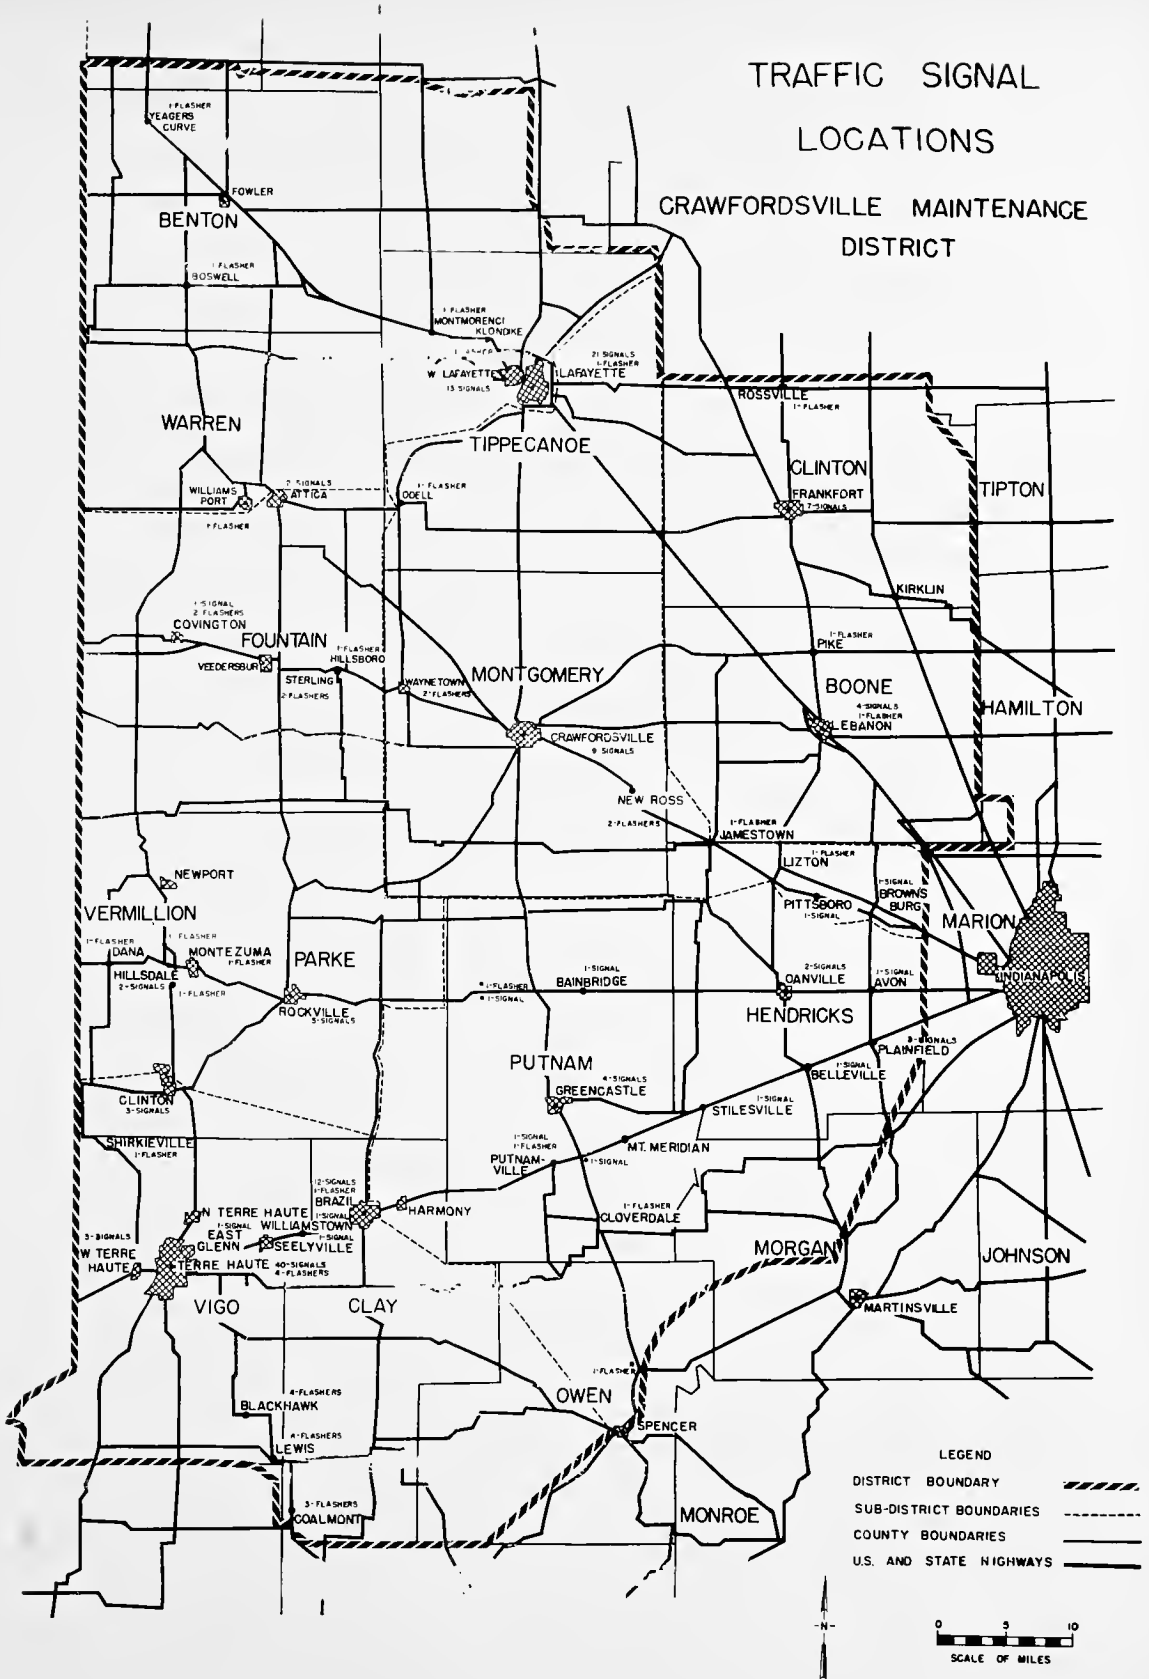 TRAFFIC SIGNAL
LOCATIONS
CRAWFORDSVILLE MAINTENANCE
DISTRICT
1-FLASHER
YEAGERS
CURVE
FOWLER
BENTON
1-FLASHER
BOSWELL
1-FLASHER
MONTMORENCI
KLONDIKE
W LAFAYETTE
13 SIGNALS
21 SIGNALS
1-FLASHER
LAFAYETTE
ROSSVILLE
1-FLASHER
WARREN
TIPPECANOE
CLINTON
FRANKFORT
7-SIGNALS
TIPTON
WILLIAMS
PORT
1-FLASHER
2-SIGNALS
ATTICA
1-FLASHER
ODELL
KIRKLIN
1-SIGNAL
2 FLASHERS
COVINGTON
FOUNTAIN
VEEDERSBURG
1-FLASHER
HILLSBORO
STERLING
2-FLASHERS
WAYNETOWN
2-FLASHERS
MONTGOMERY
1-FLASHER
PIKE
BOONE
4-SIGNALS
1-FLASHER
LEBANON
HAMILTON
CRAWFORDSVILLE
9 SIGNALS
NEW ROSS
2-FLASHERS
1-FLASHER
JAMESTOWN
1-FLASHER
LIZTON
NEWPORT
VERMILLION
1-SIGNAL
BROWNS
BURG
PITTSBORO
1-SIGNAL
MARION
1-FLASHER
DANA
1-FLASHER
MONTEZUMA
1-FLASHER
PARKE
HILLSDALE
2-SIGNALS
1-FLASHER
ROCKVILLE
5-SIGNALS
1-FLASHER
1-SIGNAL
1-SIGNAL
BAINBRIDGE
2-SIGNALS
DANVILLE
1-SIGNAL
AVON
INDIANAPOLIS
HENDRICKS
3-SIGNALS
PLAINFIELD
1-SIGNAL
BELLEVILLE
PUTNAM
4-SIGNALS
GREENCASTLE
CLINTON
3-SIGNALS
1-SIGNAL
STILESVILLE
SHIRKIEVILLE
1-FLASHER
1-SIGNAL
1-FLASHER
PUTNAM-
VILLE
1-SIGNAL
MT. MERIDIAN
12-SIGNALS
1-FLASHER
BRAZIL
HARMONY
N TERRE HAUTE
1-SIGNAL
EAST
GLENN
1-SIGNAL
WILLIAMSTOWN
1-SIGNAL
SEELYVILLE
1-FLASHER
CLOVERDALE
3-SIGNALS
W TERRE
HAUTE
TERRE HAUTE
40-SIGNALS
4-FLASHERS
MORGAN
JOHNSON
VIGO
CLAY
MARTINSVILLE
1-FLASHER
OWEN
4-FLASHERS
BLACKHAWK
SPENCER
4-FLASHERS
LEWIS
3-FLASHERS
COALMONT
MONROE
LEGEND
DISTRICT BOUNDARY
SUB-DISTRICT BOUNDARIES
COUNTY BOUNDARIES
U.S. AND STATE HIGHWAYS
-N-
0 5 10
SCALE OF MILES